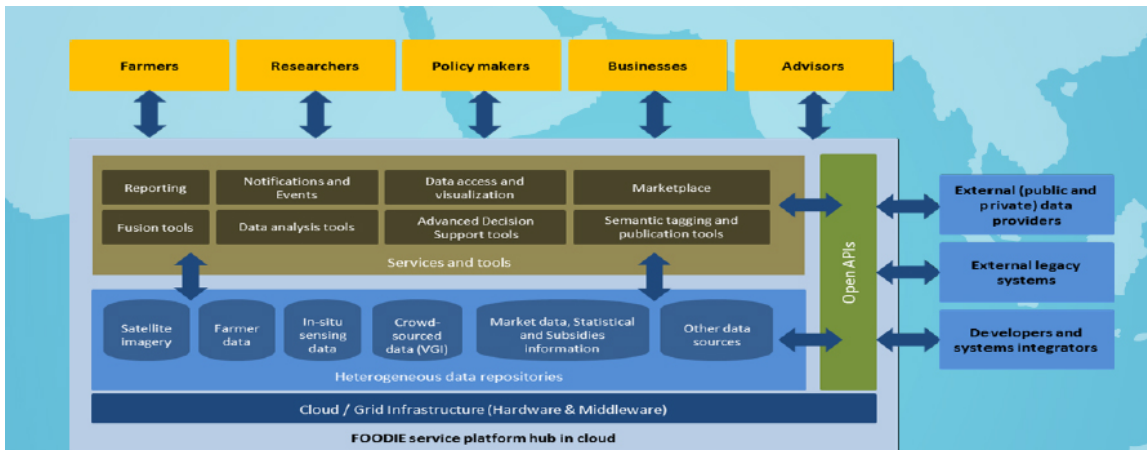 Farmers
Researchers
Policy makers
Businesses
Advisors
Reporting
Notifications and
Events
Data access and
visualization
Marketplace
Fusion tools
Data analysis tools
Advanced Decision
Support tools
Semantic tagging and
publication tools
Services and tools
Satellite
imagery
Farmer
data
In-situ
sensing
data
Crowd-
sourced
data (VGI)
Market data, Statistical
and Subsidies
information
Other data
sources
Heterogeneous data repositories
Open APIs
External (public and
private) data
providers
External legacy
systems
Developers and
systems integrators
Cloud / Grid Infrastructure (Hardware & Middleware)
FOODIE service platform hub in cloud